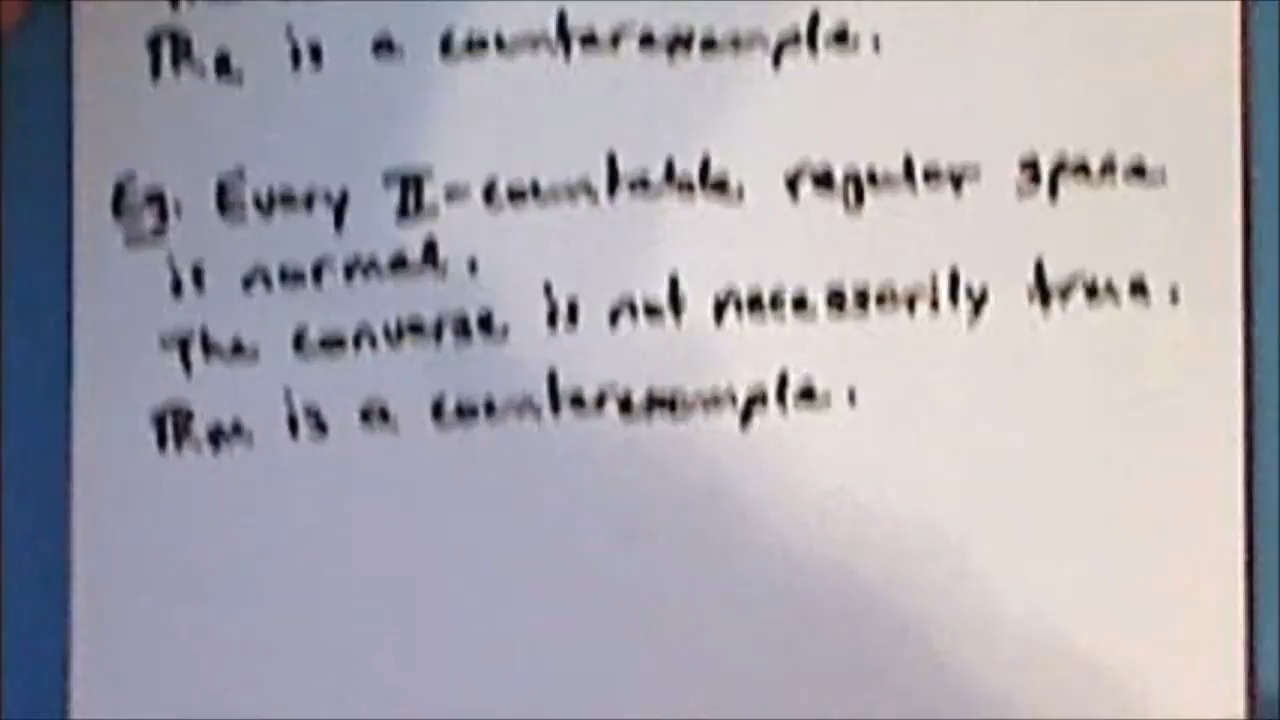 is a counterexample.
Eg. Every II-countable regular space
is normal.
The converse is not necessarily true.
is a counterexample.